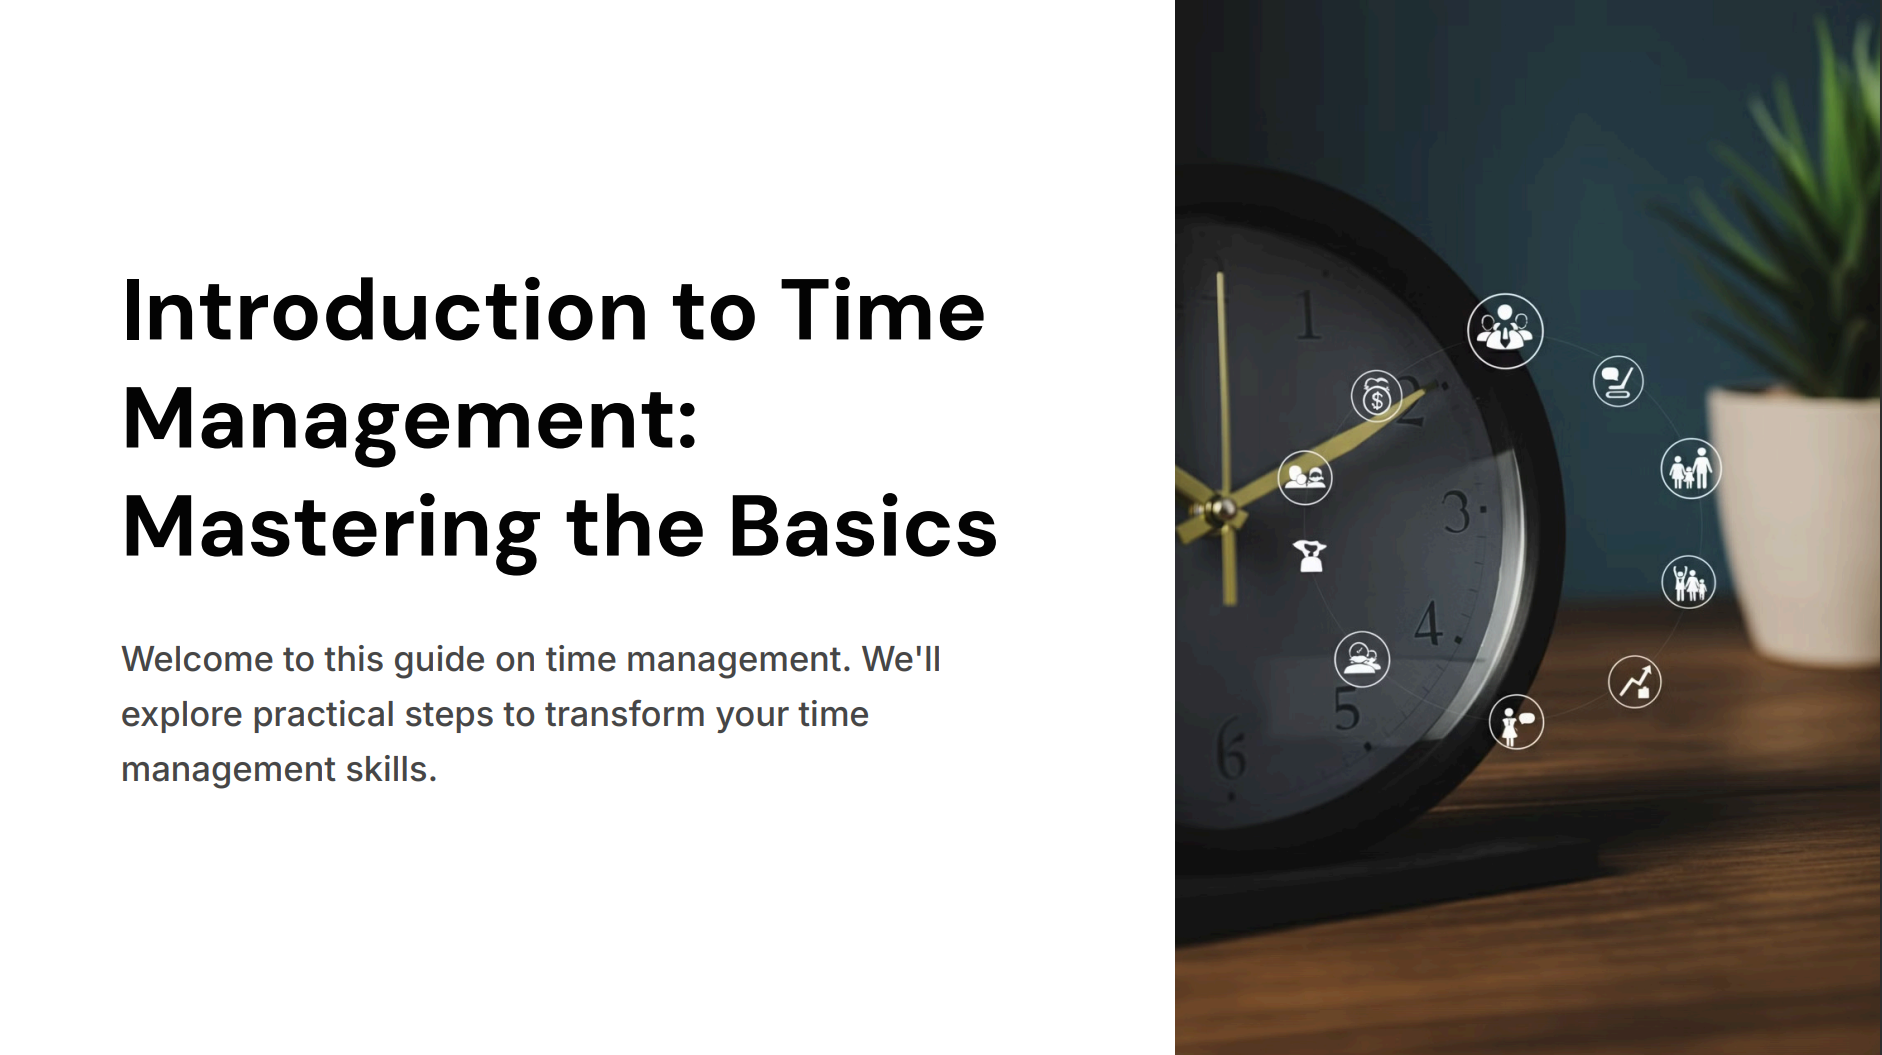 Introduction to Time
Management:
Mastering the Basics
Welcome to this guide on time management. We'll
explore practical steps to transform your time
management skills.
1
2
3
4
5
6
$